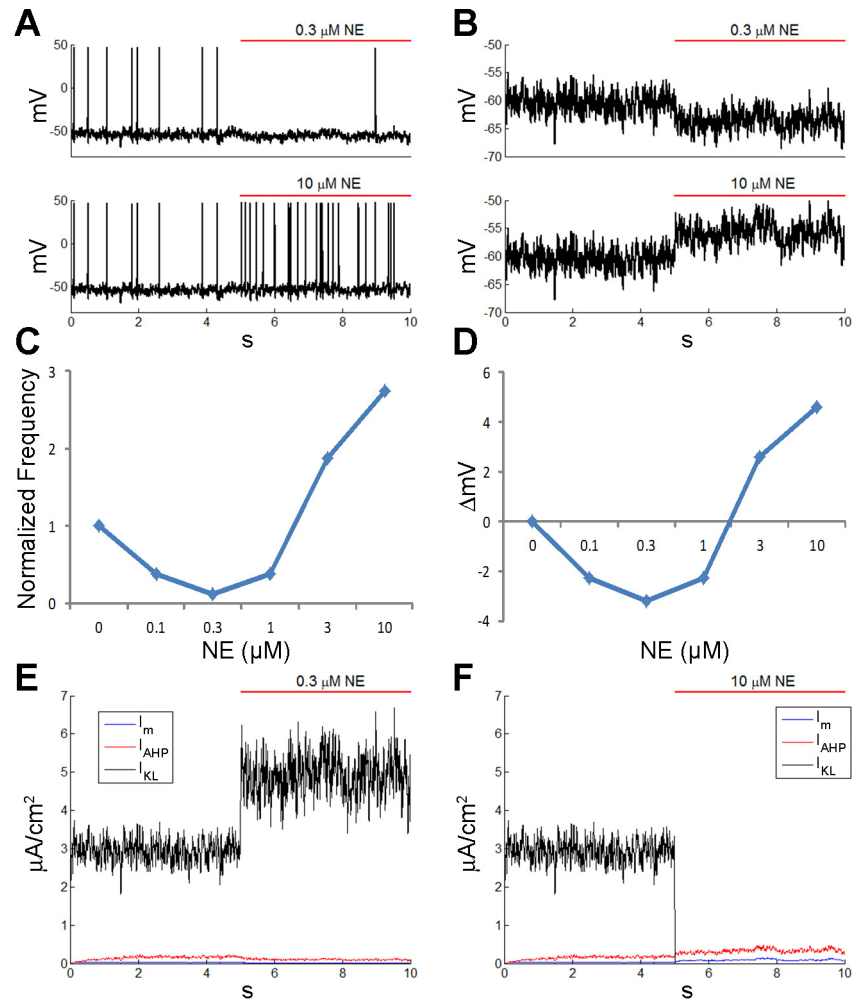 A
0.3 µM NE
50
0
-50
mV
10 µM NE
50
0
-50
mV
0 2 4 6 8 10
s
B
0.3 µM NE
-50
-55
-60
-65
-70
mV
10 µM NE
-50
-55
-60
-65
-70
mV
0 2 4 6 8 10
s
C
3
2
1
0
Normalized Frequency
0 0.1 0.3 1 3 10
NE (µM)
D
6
4
2
0
-2
-4
ΔmV
0 0.1 0.3 1 3 10
NE (µM)
E
0.3 µM NE
7
6
5
4
3
2
1
0
µA/cm²
Im
IAHP
IKL
0 2 4 6 8 10
s
F
10 µM NE
7
6
5
4
3
2
1
0
µA/cm²
Im
IAHP
IKL
0 2 4 6 8 10
s